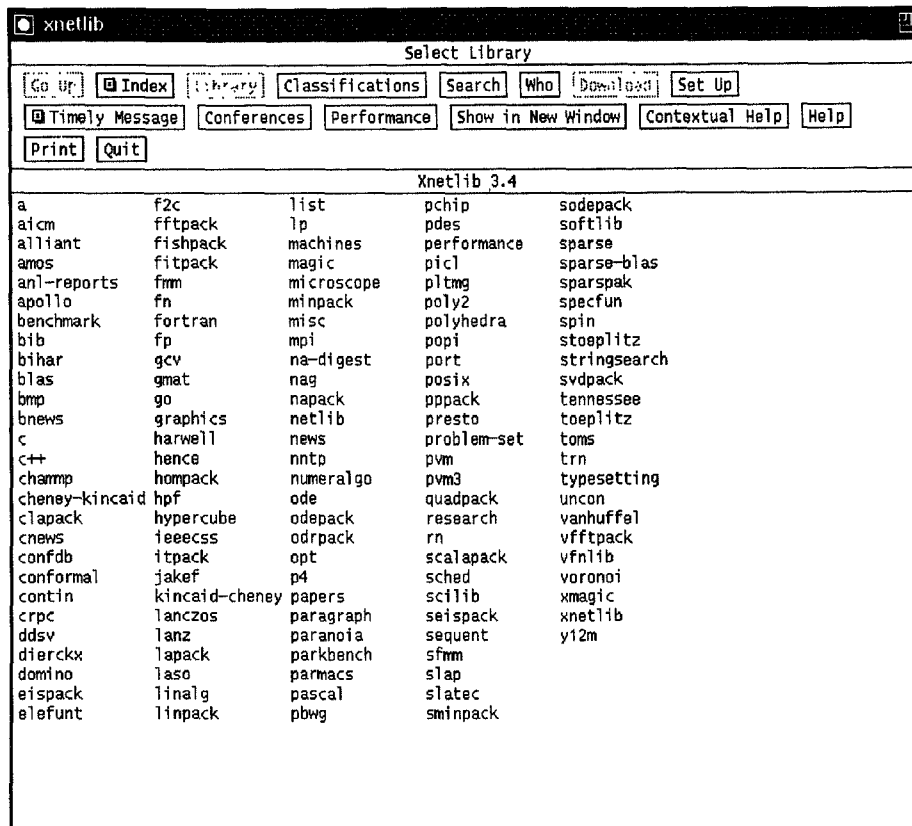 xnetlib
Select Library
Go Up Index Library Classifications Search Who Download Set Up
Timely Message Conferences Performance Show in New Window Contextual Help Help
Print Quit
Xnetlib 3.4
a f2c list pchip sodepack
aicm fftpack lp pdes softlib
alliant fishpack machines performance sparse
amos fitpack magic picl sparse-blas
anl-reports fmm microscope pltmg sparspak
apollo fn minpack poly2 specfun
benchmark fortran misc polyhedra spin
bib fp mpi popi stoeplitz
bihar gcv na-digest port stringsearch
blas gmat nag posix svdpack
bmp go napack pppack tennessee
bnews graphics netlib presto toeplitz
c harwell news problem-set toms
c++ hence nntp pvm trn
chammp hompack numeralgo pvm3 typesetting
cheney-kincaid hpf ode quadpack uncon
clapack hypercube odepack research vanhuffel
cnews ieeecss odrpack rn vfftpack
confdb itpack opt scalapack vfnlib
conformal jakef p4 sched voronoi
contin kincaid-cheney papers scilib xmagic
crpc lanczos paragraph seispack xnetlib
ddsv lanz paranoia sequent y12m
dierckx lapack parkbench sfmm
domino laso parmacs slap
eispack linalg pascal slatec
elefunt linpack pbwg sminpack